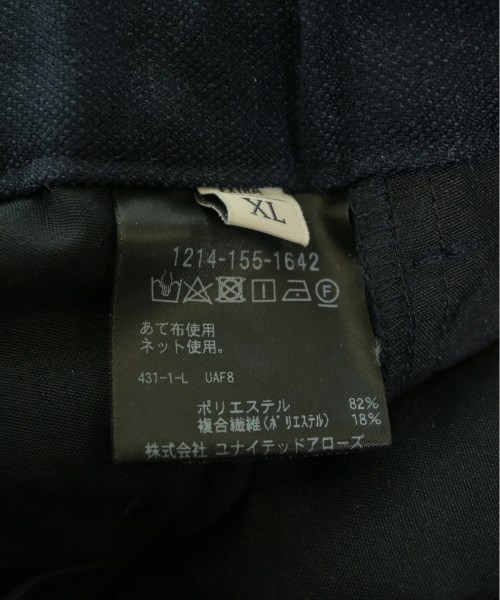 EXTRA
XL
1214-155-1642
あて布使用
ネット使用。
431-1-L UAF8
ポリエステル 82%
複合繊維(ポリエステル) 18%
株式会社 ユナイテッドアローズ